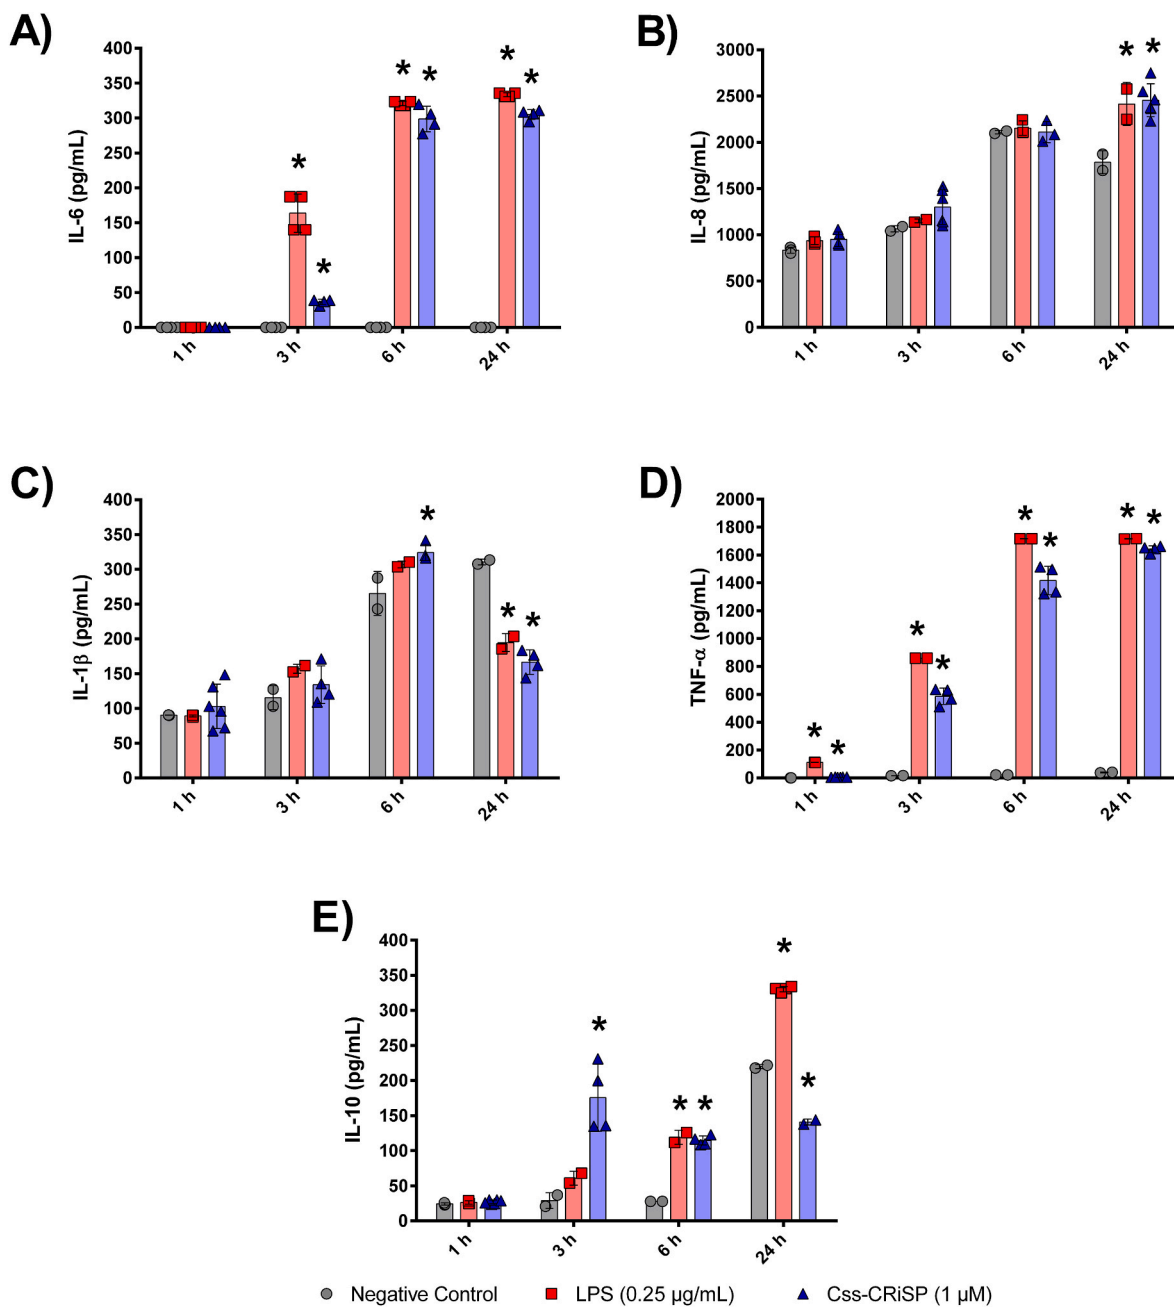 A)
IL-6 (pg/mL)
400
350
300
250
200
150
100
50
0
1 h
3 h
6 h
24 h
* * * * * *
B)
IL-8 (pg/mL)
3000
2500
2000
1500
1000
500
0
1 h
3 h
6 h
24 h
* *
C)
IL-1β (pg/mL)
400
350
300
250
200
150
100
50
0
1 h
3 h
6 h
24 h
* * *
D)
TNF-α (pg/mL)
2000
1800
1600
1400
1200
1000
800
600
400
200
0
1 h
3 h
6 h
24 h
* * * * * * * *
E)
IL-10 (pg/mL)
400
350
300
250
200
150
100
50
0
1 h
3 h
6 h
24 h
* * * * *
Negative Control
LPS (0.25 µg/mL)
Css-CRiSP (1 µM)